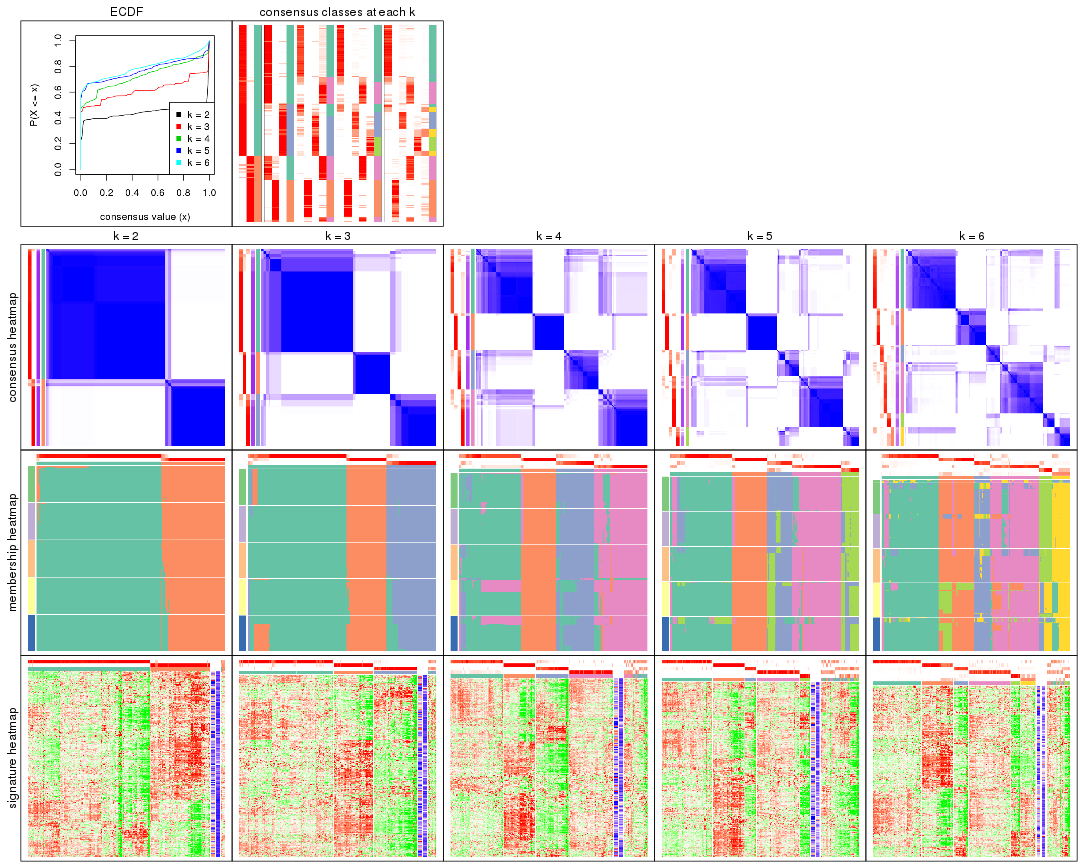 ECDF
consensus classes at each k
P(X <= x)
0.0 0.2 0.4 0.6 0.8 1.0
k = 2
k = 3
k = 4
k = 5
k = 6
0.0 0.2 0.4 0.6 0.8 1.0
consensus value (x)
k = 2 k = 3 k = 4 k = 5 k = 6
consensus heatmap
membership heatmap
signature heatmap